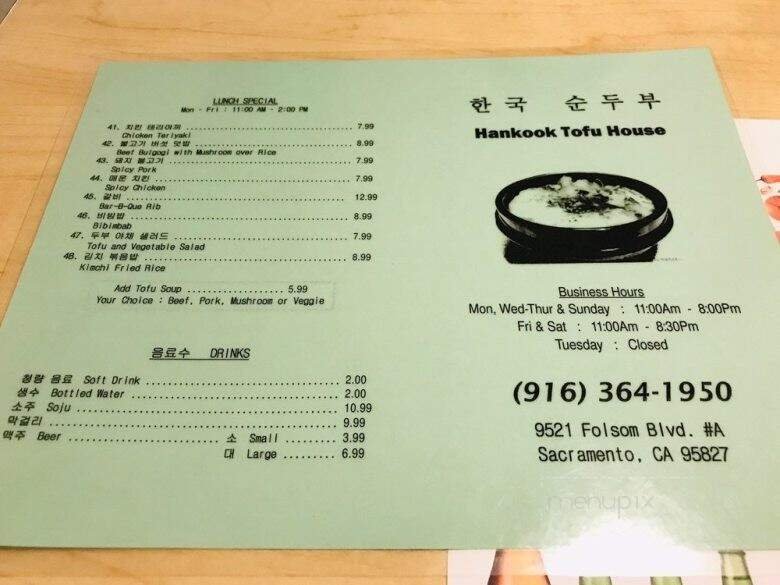 LUNCH SPECIAL
Mon - Fri : 11:00 AM - 2:00 PM
41. 치킨 테리야끼 .......... 7.99
Chicken Teriyaki
42. 불고기 버섯 덧밥 .......... 8.99
Beef Bulgogi with Mushroom over Rice
43. 돼지 불고기 .......... 7.99
Spicy Pork
44. 매운 치킨 .......... 7.99
Spicy Chicken
45. 갈비 .......... 12.99
Bar-B-Que Rib
46. 비빔밥 .......... 8.99
Bibimbab
47. 두부 야채 샐러드 .......... 7.99
Tofu and Vegetable Salad
48. 김치 볶음밥 .......... 8.99
Kimchi Fried Rice
Add Tofu Soup .......... 5.99
Your Choice : Beef, Pork, Mushroom or Veggie
음료수 DRINKS
청량 음료 Soft Drink .......... 2.00
생수 Bottled Water .......... 2.00
소주 Soju .......... 10.99
막걸리 .......... 9.99
맥주 Beer .......... 소 Small .......... 3.99
대 Large .......... 6.99
한국 순두부
Hankook Tofu House
Business Hours
Mon, Wed-Thur & Sunday : 11:00Am - 8:00Pm
Fri & Sat : 11:00Am - 8:30Pm
Tuesday : Closed
(916) 364-1950
9521 Folsom Blvd. #A
Sacramento, CA 95827
menupix